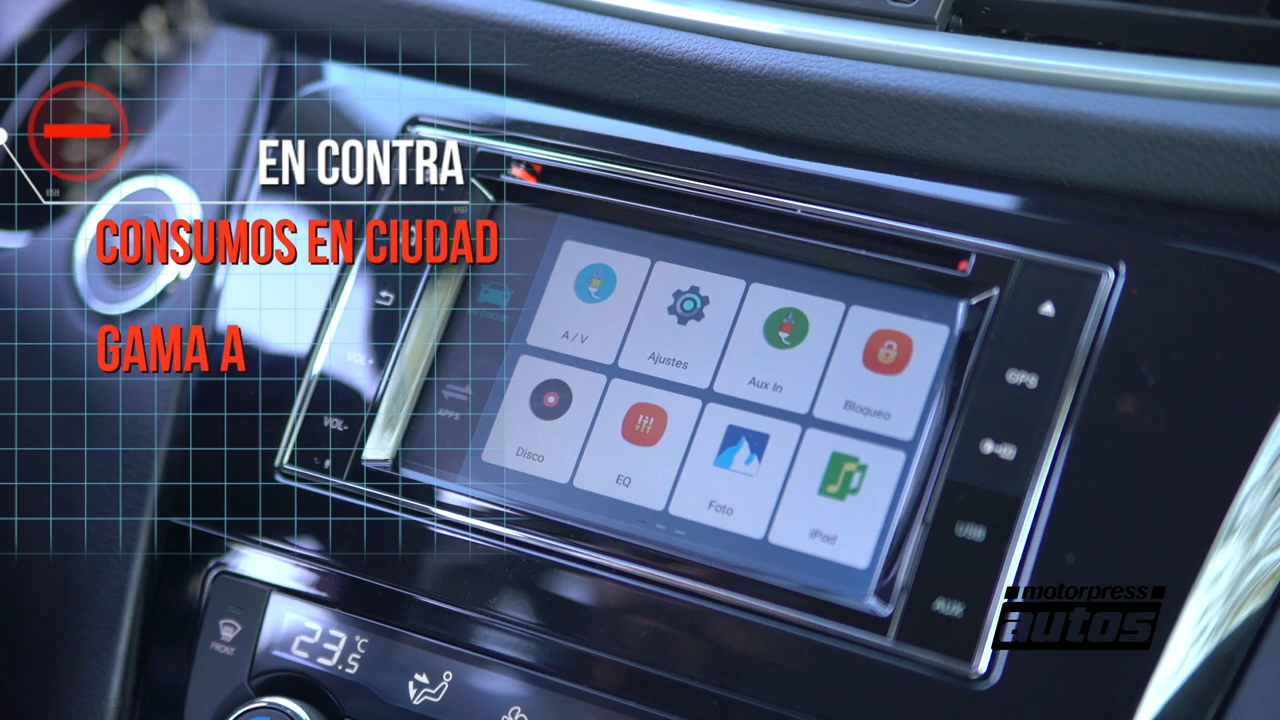 EN CONTRA
CONSUMOS EN CIUDAD
GAMA A
A / V
Ajustes
Aux In
Bloqueo
Disco
EQ
Foto
iPod
APPS
VOL+
VOL-
GPS
USB
AUX
FRONT
23.5°C
motorpress
autos